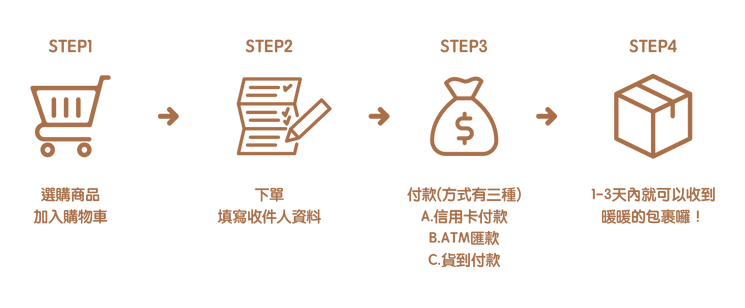 STEP1
選購商品
加入購物車
STEP2
下單
填寫收件人資料
STEP3
$
付款(方式有三種)
A.信用卡付款
B.ATM匯款
C.貨到付款
STEP4
1-3天內就可以收到
暖暖的包裹囉！